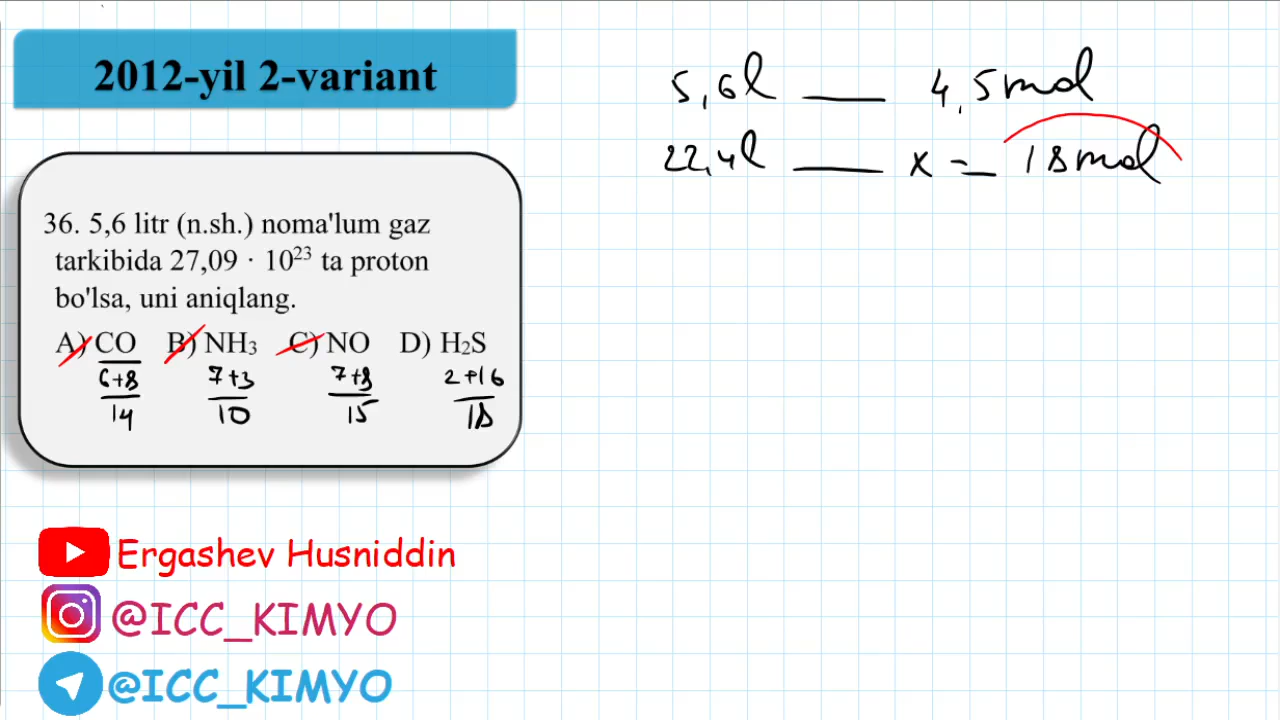 2012-yil 2-variant
36. 5,6 litr (n.sh.) noma'lum gaz
tarkibida 27,09 · 10²³ ta proton
bo'lsa, uni aniqlang.
A) CO B) NH₃ C) NO D) H₂S
6+8 7+3 7+8 2+16
14 10 15 18
5,6l — 4,5mol
22,4l — x = 18mol
Ergashev Husniddin
@ICC_KIMYO
@ICC_KIMYO